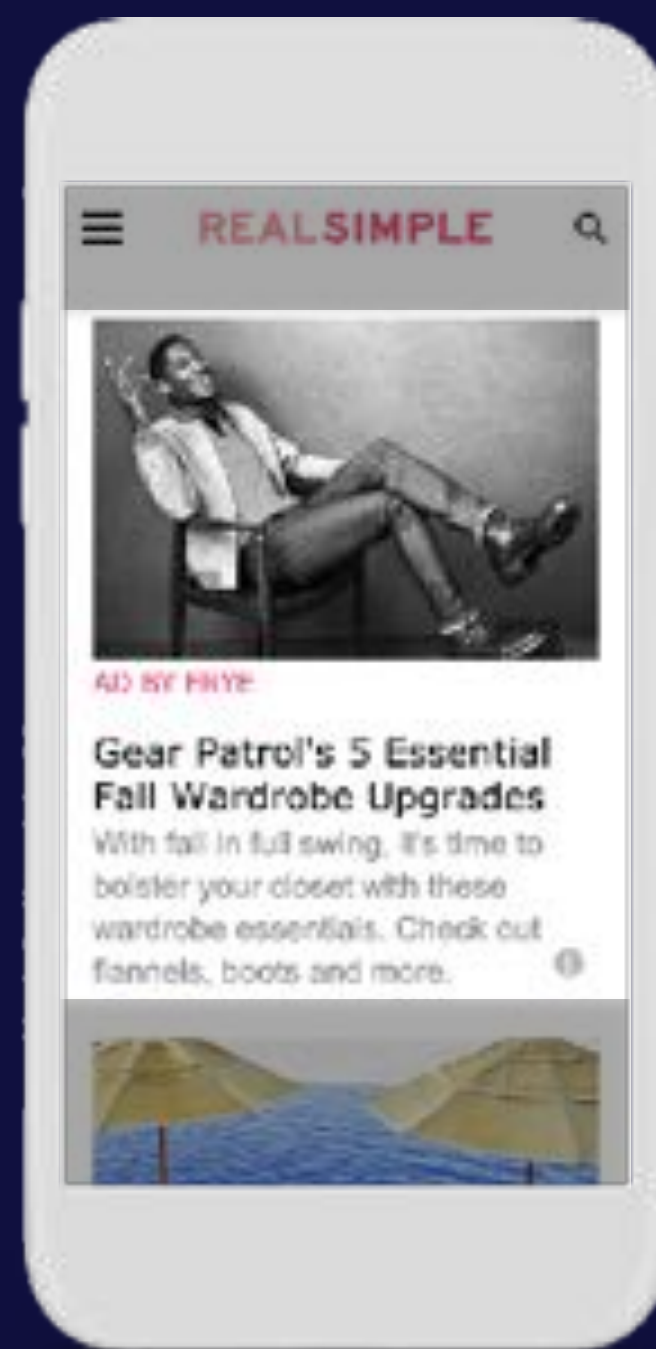 REALSIMPLE
AD BY FRYE
Gear Patrol's 5 Essential
Fall Wardrobe Upgrades
With fall in full swing, it's time to
bolster your closet with these
wardrobe essentials. Check out
flannels, boots and more.